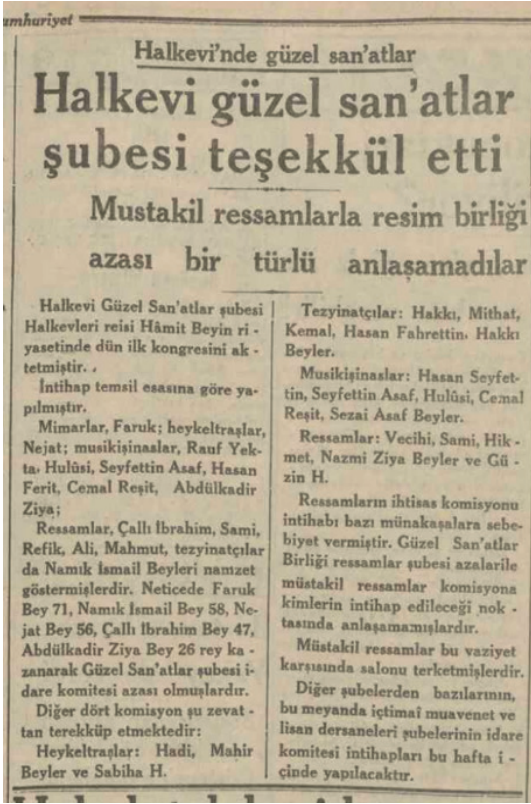 umhuriyet
Halkevi'nde güzel san'atlar
Halkevi güzel san'atlar
şubesi teşekkül etti
Mustakil ressamlarla resim birliği
azası bir türlü anlaşamadılar
Halkevi Güzel San'atlar şubesi
Halkevleri reisi Hâmit Beyin ri -
yasetinde dün ilk kongresini ak -
tetmiştir. .
İntihap temsil esasına göre ya-
pılmıştır.
Mimarlar, Faruk; heykeltraşlar,
Nejat; musikişinaslar, Rauf Yek-
ta, Hulûsi, Seyfettin Asaf, Hasan
Ferit, Cemal Reşit, Abdülkadir
Ziya;
Ressamlar, Çallı İbrahim, Sami,
Refik, Ali, Mahmut, tezyinatçılar
da Namık İsmail Beyleri namzet
göstermişlerdir. Neticede Faruk
Bey 71, Namık İsmail Bey 58, Ne-
jat Bey 56, Çallı İbrahim Bey 47,
Abdülkadir Ziya Bey 26 rey ka -
zanarak Güzel San'atlar şubesi i-
dare komitesi azası olmuşlardır.
Diğer dört komisyon şu zevat -
tan terekküp etmektedir:
Heykeltraşlar: Hadi, Mahir
Beyler ve Sabiha H.
Tezyinatçılar: Hakkı, Mithat,
Kemal, Hasan Fahrettin, Hakkı
Beyler.
Musikişinaslar: Hasan Seyfet-
tin, Seyfettin Asaf, Hulûsi, Cemal
Reşit, Sezai Asaf Beyler.
Ressamlar: Vecihi, Sami, Hik -
met, Nazmi Ziya Beyler ve Gü -
zin H.
Ressamların ihtisas komisyonu
intihabı bazı münakaşalara sebe-
biyet vermiştir. Güzel San'atlar
Birliği ressamlar şubesi azalarile
müstakil ressamlar komisyona
kimlerin intihap edileceği nok -
tasında anlaşamamışlardır.
Müstakil ressamlar bu vaziyet
karşısında salonu terketmişlerdir.
Diğer şubelerden bazılarının,
bu meyanda içtimaî muavenet ve
lisan dersaneleri şubelerinin idare
komitesi intihapları bu hafta i -
çinde yapılacaktır.